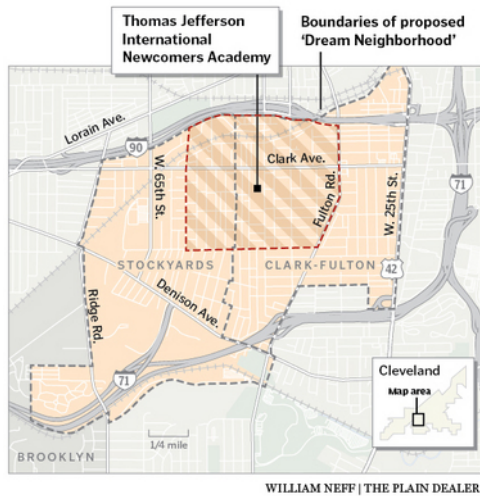 Thomas Jefferson
International
Newcomers Academy
Boundaries of proposed
‘Dream Neighborhood’
Lorain Ave.
90
W. 65th St.
Clark Ave.
Fulton Rd.
W. 25th St.
71
STOCKYARDS
CLARK-FULTON
42
Ridge Rd.
Denison Ave.
71
Cleveland
Map area
1/4 mile
BROOKLYN
WILLIAM NEFF | THE PLAIN DEALER